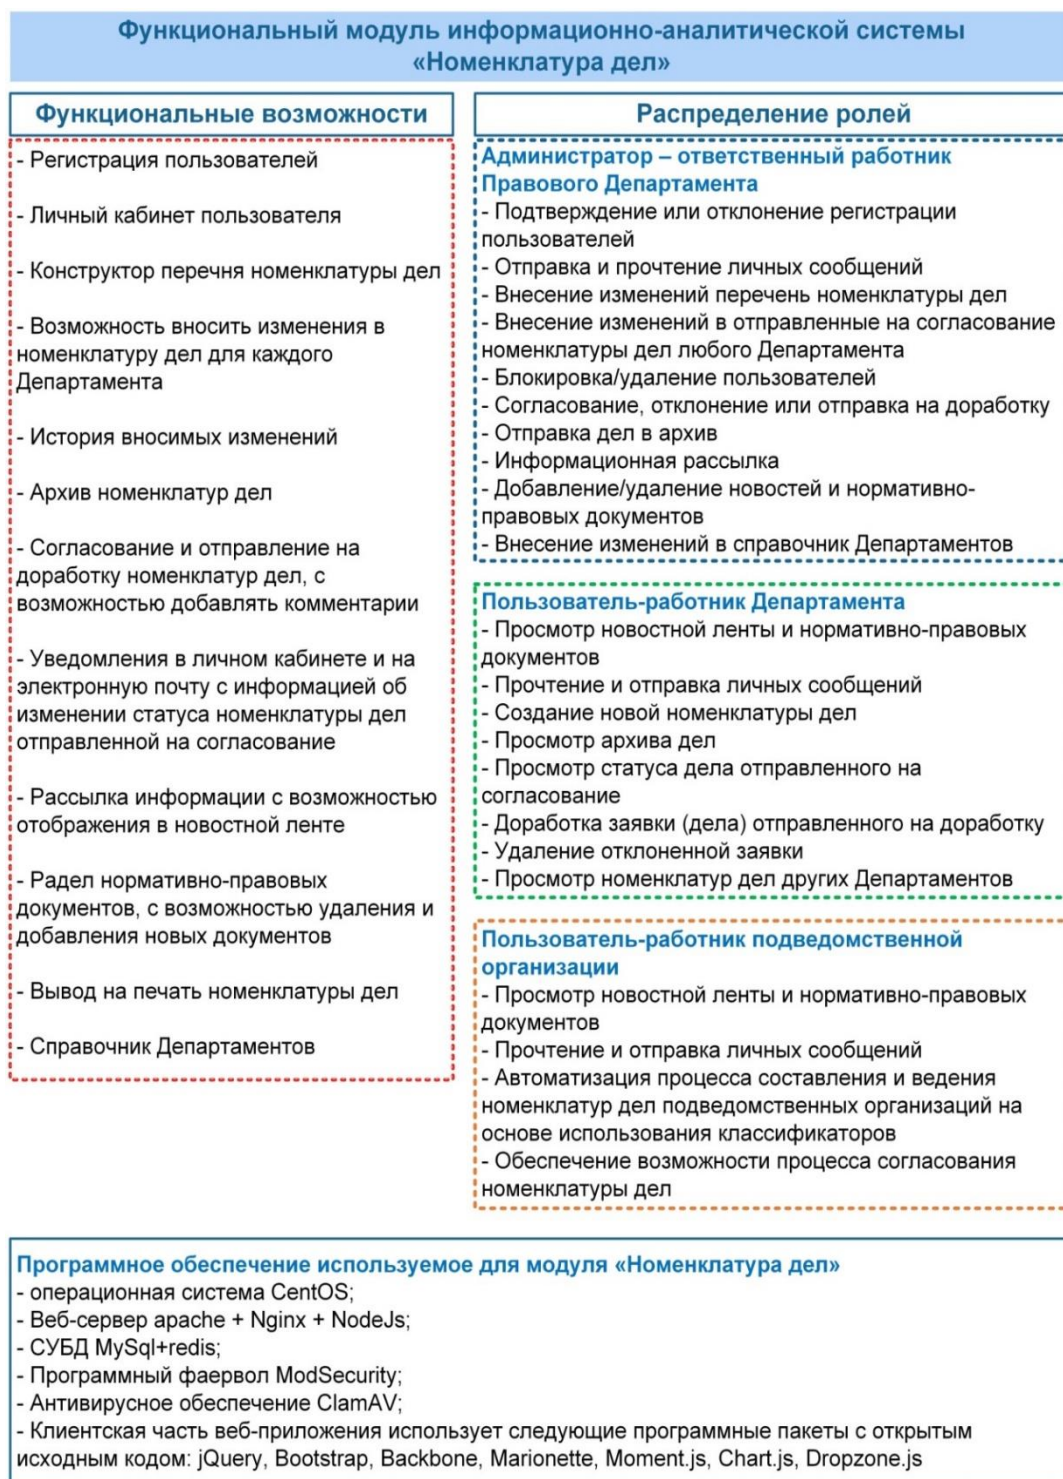 Функциональный модуль информационно-аналитической системы
«Номенклатура дел»
Функциональные возможности
- Регистрация пользователей
- Личный кабинет пользователя
- Конструктор перечня номенклатуры дел
- Возможность вносить изменения в
номенклатуру дел для каждого
Департамента
- История вносимых изменений
- Архив номенклатур дел
- Согласование и отправление на
доработку номенклатур дел, с
возможностью добавлять комментарии
- Уведомления в личном кабинете и на
электронную почту с информацией об
изменении статуса номенклатуры дел
отправленной на согласование
- Рассылка информации с возможностью
отображения в новостной ленте
- Радел нормативно-правовых
документов, с возможностью удаления и
добавления новых документов
- Вывод на печать номенклатуры дел
- Справочник Департаментов
Распределение ролей
Администратор – ответственный работник
Правового Департамента
- Подтверждение или отклонение регистрации
пользователей
- Отправка и прочтение личных сообщений
- Внесение изменений перечень номенклатуры дел
- Внесение изменений в отправленные на согласование
номенклатуры дел любого Департамента
- Блокировка/удаление пользователей
- Согласование, отклонение или отправка на доработку
- Отправка дел в архив
- Информационная рассылка
- Добавление/удаление новостей и нормативно-
правовых документов
- Внесение изменений в справочник Департаментов
Пользователь-работник Департамента
- Просмотр новостной ленты и нормативно-правовых
документов
- Прочтение и отправка личных сообщений
- Создание новой номенклатуры дел
- Просмотр архива дел
- Просмотр статуса дела отправленного на
согласование
- Доработка заявки (дела) отправленного на доработку
- Удаление отклоненной заявки
- Просмотр номенклатур дел других Департаментов
Пользователь-работник подведомственной
организации
- Просмотр новостной ленты и нормативно-правовых
документов
- Прочтение и отправка личных сообщений
- Автоматизация процесса составления и ведения
номенклатур дел подведомственных организаций на
основе использования классификаторов
- Обеспечение возможности процесса согласования
номенклатуры дел
Программное обеспечение используемое для модуля «Номенклатура дел»
- операционная система CentOS;
- Веб-сервер apache + Nginx + NodeJs;
- СУБД MySql+redis;
- Программный фаервол ModSecurity;
- Антивирусное обеспечение ClamAV;
- Клиентская часть веб-приложения использует следующие программные пакеты с открытым
исходным кодом: jQuery, Bootstrap, Backbone, Marionette, Moment.js, Chart.js, Dropzone.js